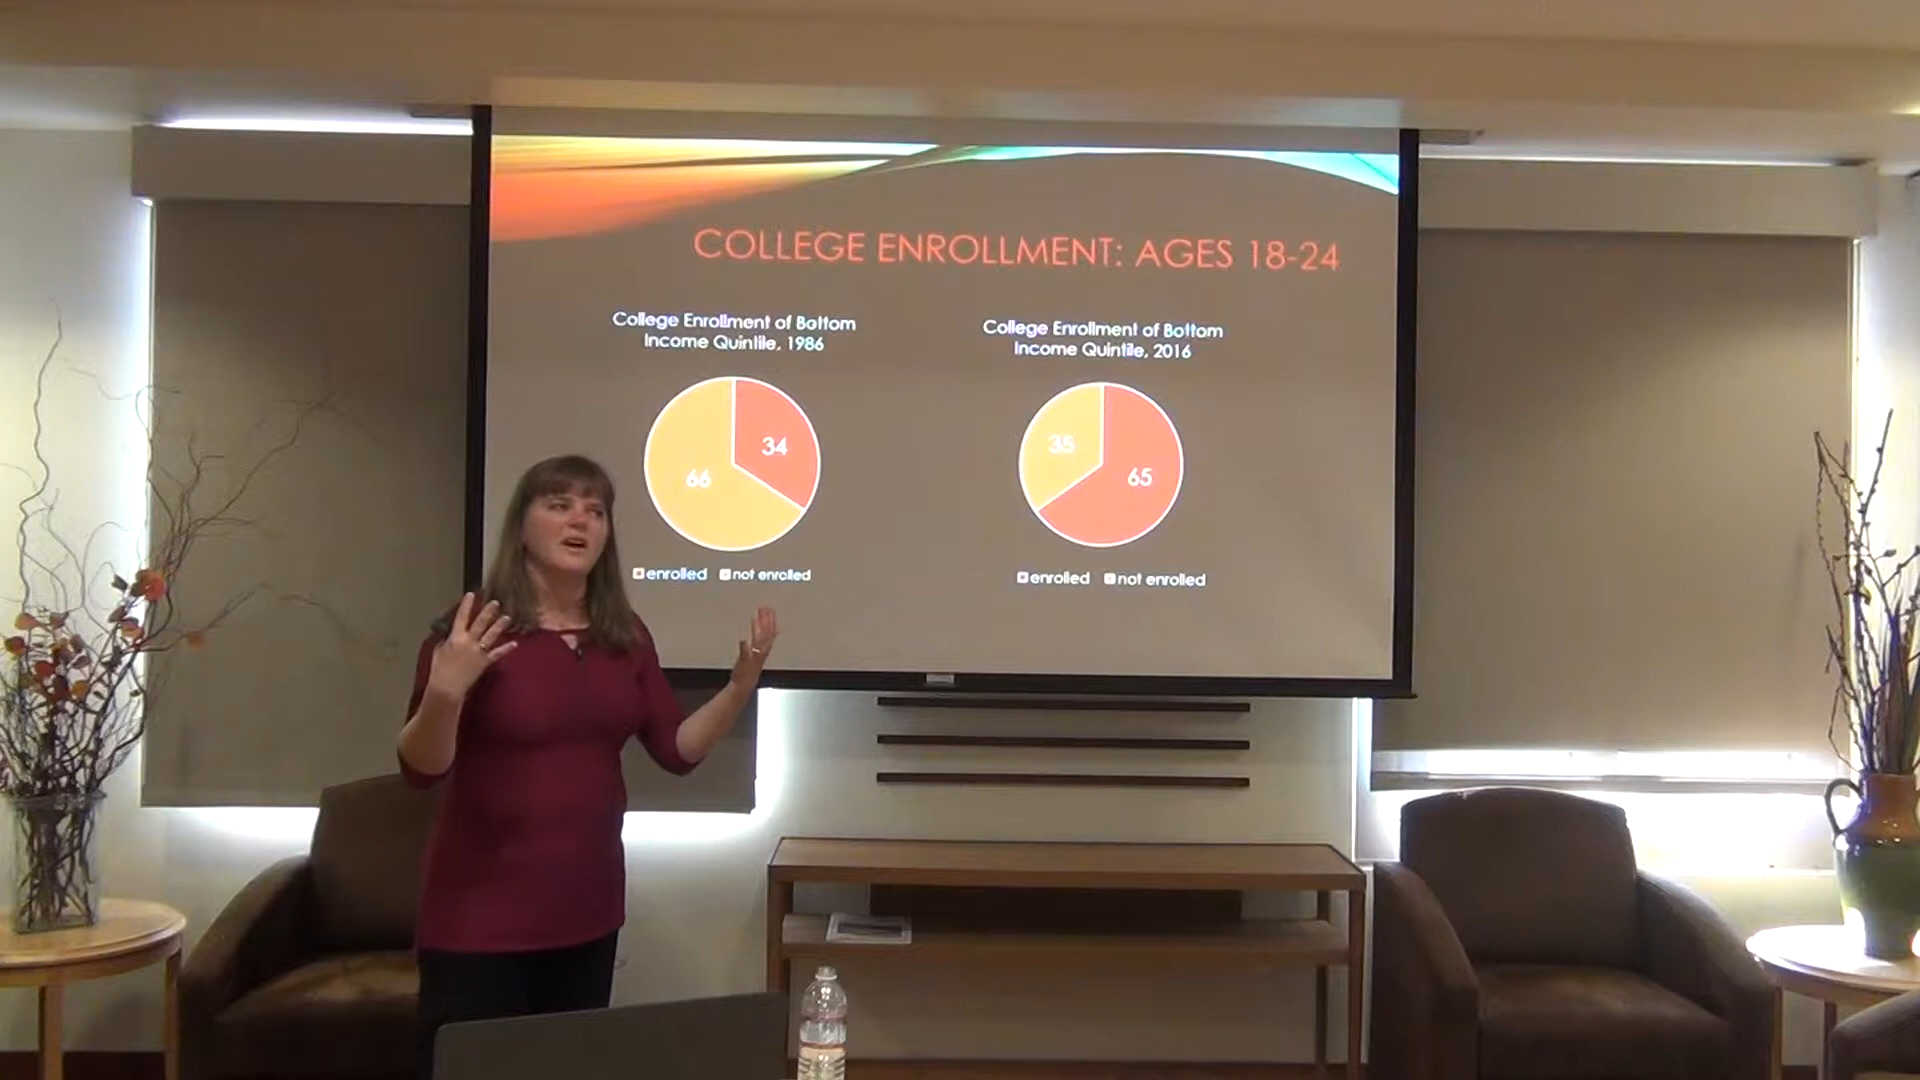 COLLEGE ENROLLMENT: AGES 18-24
College Enrollment of Bottom
Income Quintile, 1986
34
66
enrolled not enrolled
College Enrollment of Bottom
Income Quintile, 2016
35
65
enrolled not enrolled